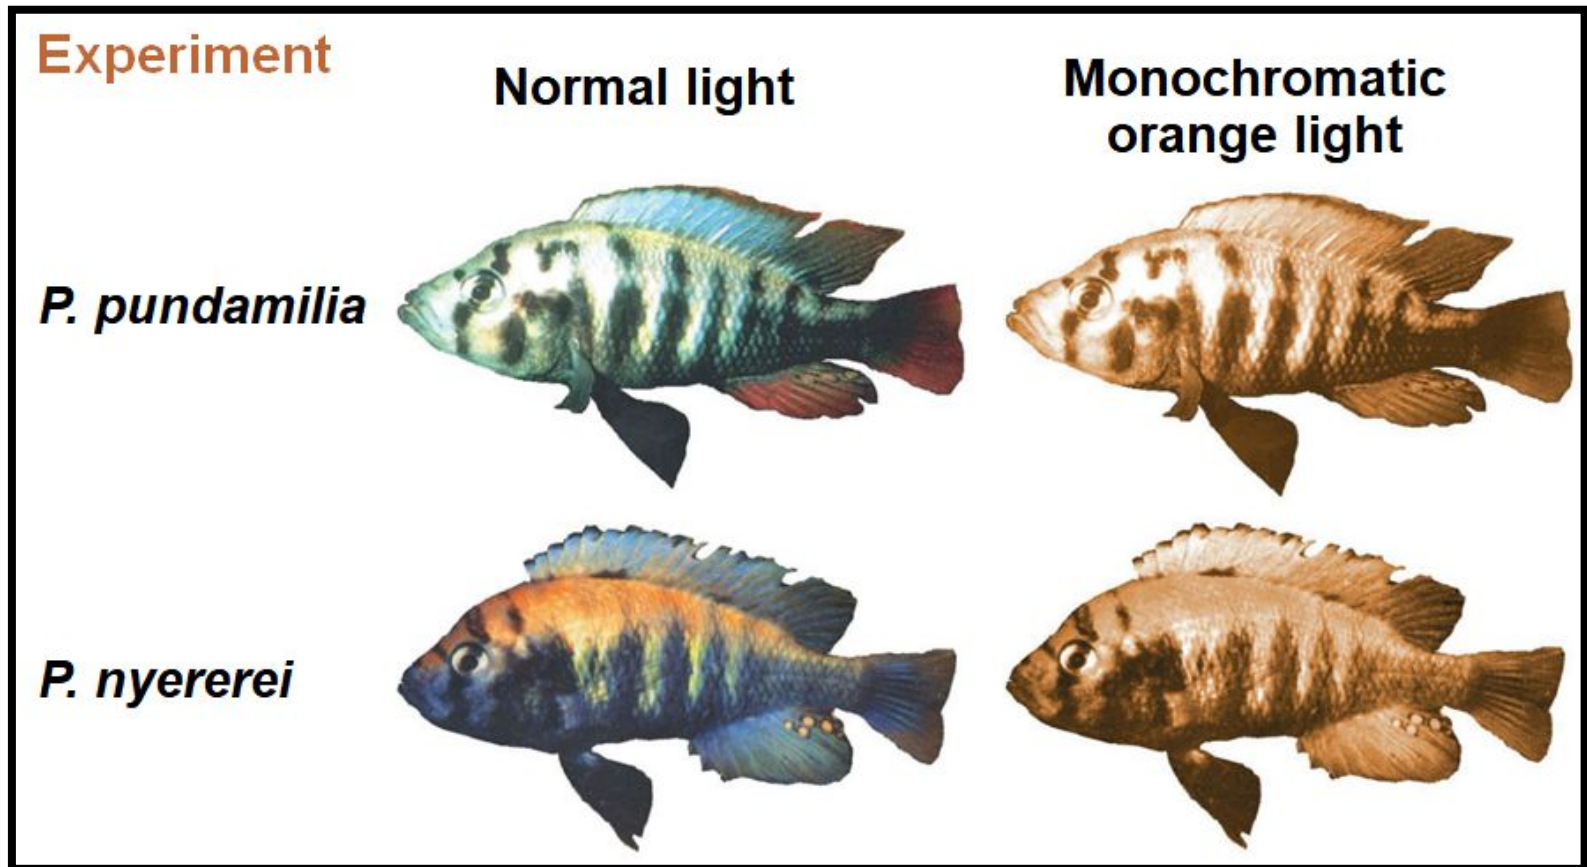 Experiment
Normal light
Monochromatic
orange light
P. pundamilia
P. nyererei